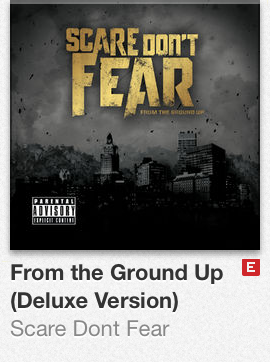 SCARE DON'T
FEAR
FROM THE GROUND UP
PARENTAL
ADVISORY
EXPLICIT CONTENT
From the Ground Up E
(Deluxe Version)
Scare Dont Fear